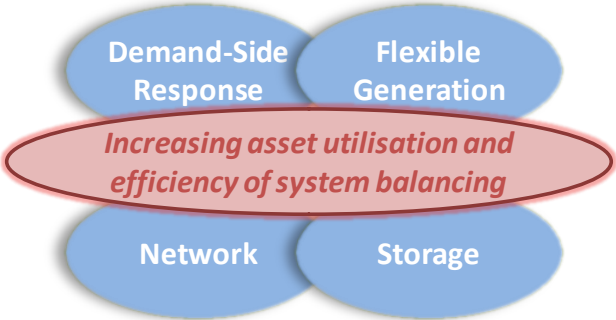 Demand-Side
Response
Flexible
Generation
Increasing asset utilisation and
efficiency of system balancing
Network
Storage